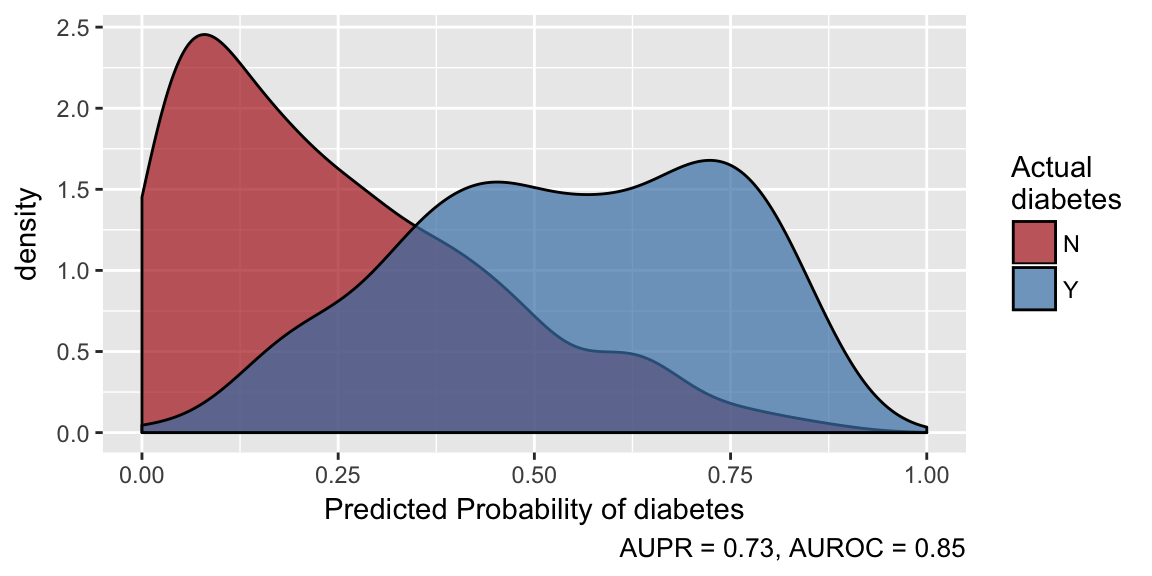 2.5
2.0
1.5
1.0
0.5
0.0
density
0.00 0.25 0.50 0.75 1.00
Predicted Probability of diabetes
AUPR = 0.73, AUROC = 0.85
Actual
diabetes
N
Y